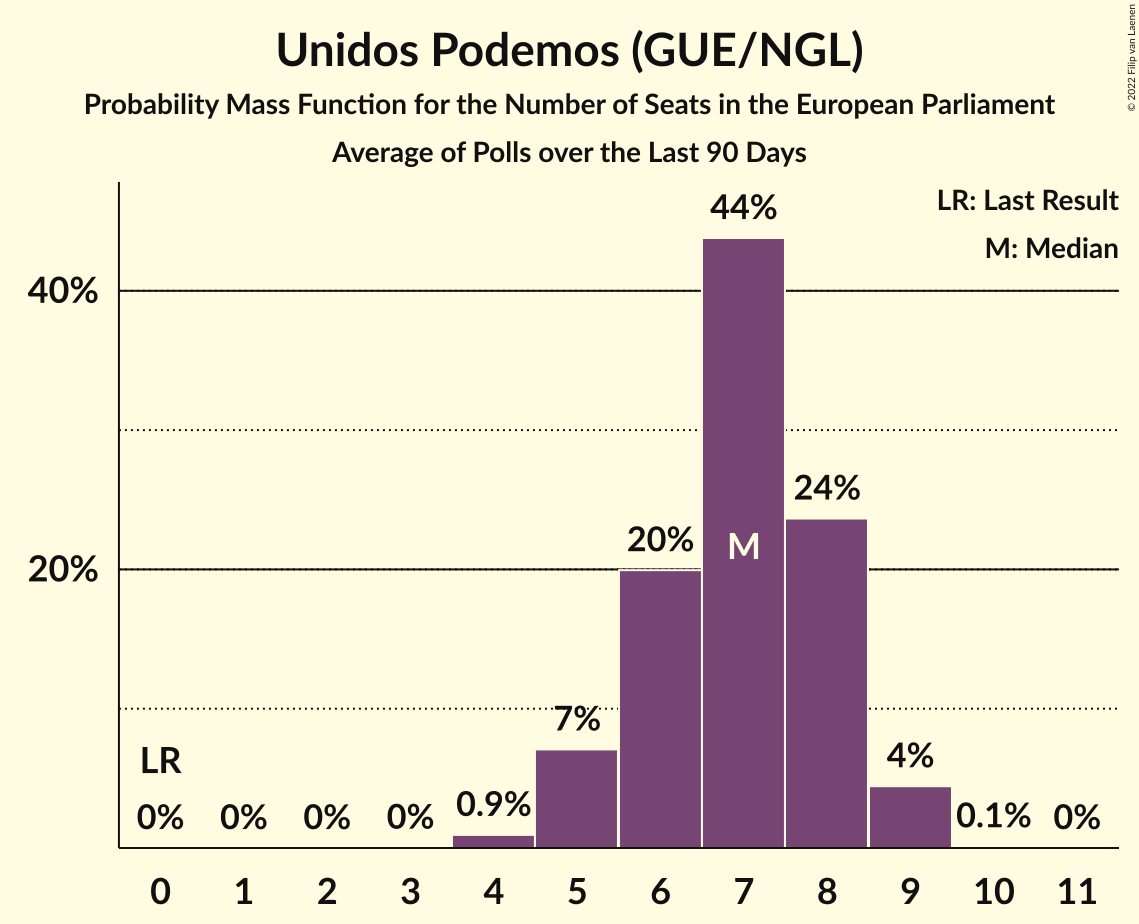 Unidos Podemos (GUE/NGL)
Probability Mass Function for the Number of Seats in the European Parliament
Average of Polls over the Last 90 Days
© 2022 Filip van Laenen
LR: Last Result
M: Median
40%
20%
LR
0%
0%
0%
0%
0.9%
7%
20%
44%
M
24%
4%
0.1%
0%
0 1 2 3 4 5 6 7 8 9 10 11